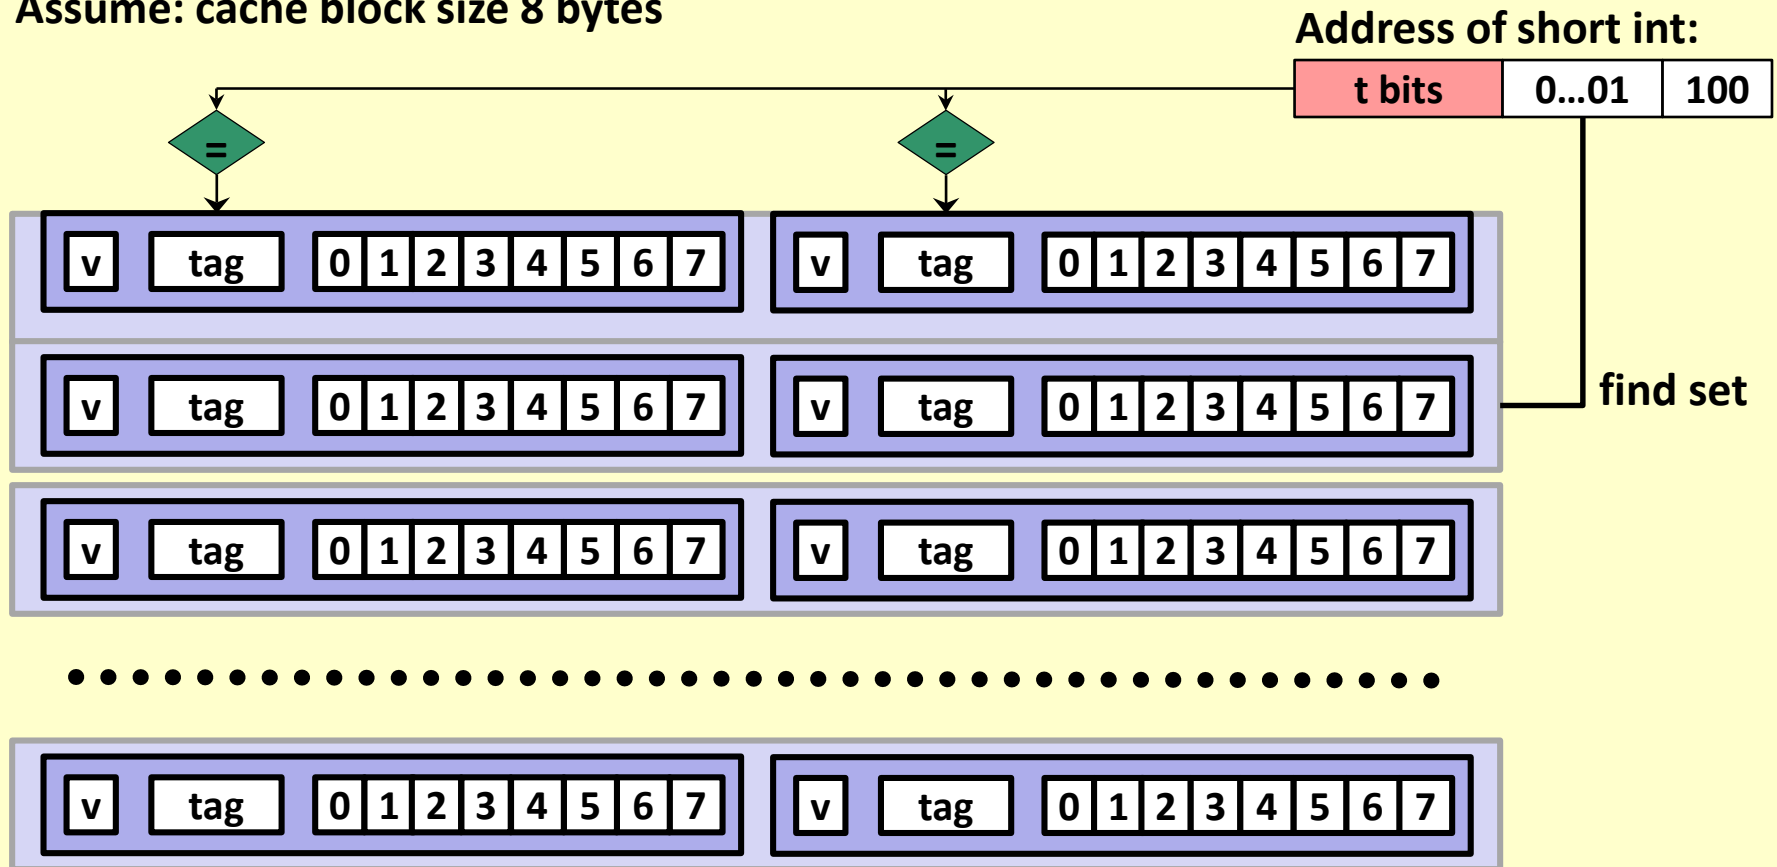 Assume: cache block size 8 bytes
Address of short int:
t bits 0...01 100
= =
v tag 0 1 2 3 4 5 6 7 v tag 0 1 2 3 4 5 6 7
v tag 0 1 2 3 4 5 6 7 v tag 0 1 2 3 4 5 6 7 find set
v tag 0 1 2 3 4 5 6 7 v tag 0 1 2 3 4 5 6 7
v tag 0 1 2 3 4 5 6 7 v tag 0 1 2 3 4 5 6 7